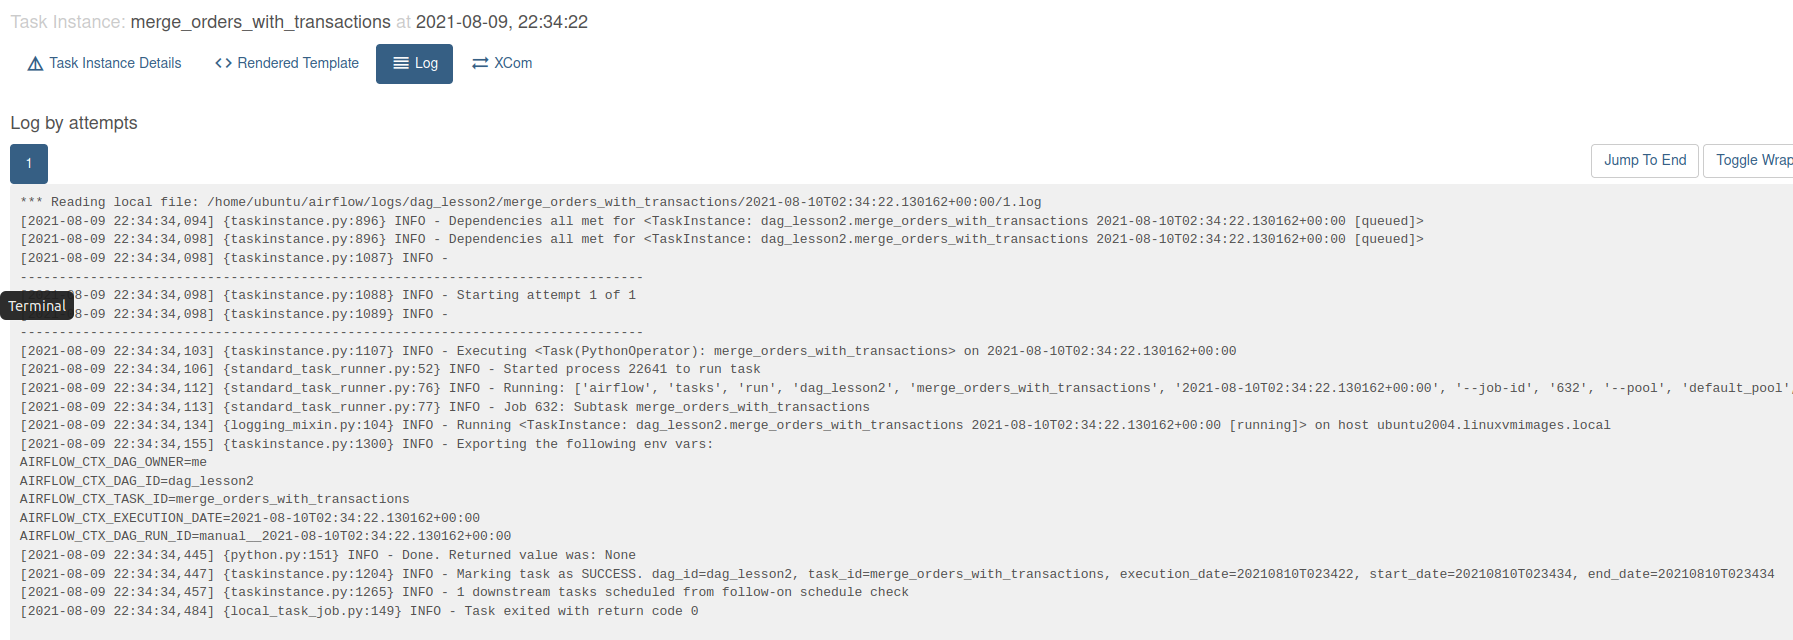 Task Instance: merge_orders_with_transactions at 2021-08-09, 22:34:22
Task Instance Details
Rendered Template
Log
XCom
Log by attempts
1
Jump To End
Toggle Wrap
*** Reading local file: /home/ubuntu/airflow/logs/dag_lesson2/merge_orders_with_transactions/2021-08-10T02:34:22.130162+00:00/1.log
[2021-08-09 22:34:34,094] {taskinstance.py:896} INFO - Dependencies all met for <TaskInstance: dag_lesson2.merge_orders_with_transactions 2021-08-10T02:34:22.130162+00:00 [queued]>
[2021-08-09 22:34:34,098] {taskinstance.py:896} INFO - Dependencies all met for <TaskInstance: dag_lesson2.merge_orders_with_transactions 2021-08-10T02:34:22.130162+00:00 [queued]>
[2021-08-09 22:34:34,098] {taskinstance.py:1087} INFO -
--------------------------------------------------------------------------------
8-09 22:34:34,098] {taskinstance.py:1088} INFO - Starting attempt 1 of 1
Terminal
8-09 22:34:34,098] {taskinstance.py:1089} INFO -
--------------------------------------------------------------------------------
[2021-08-09 22:34:34,103] {taskinstance.py:1107} INFO - Executing <Task(PythonOperator): merge_orders_with_transactions> on 2021-08-10T02:34:22.130162+00:00
[2021-08-09 22:34:34,106] {standard_task_runner.py:52} INFO - Started process 22641 to run task
[2021-08-09 22:34:34,112] {standard_task_runner.py:76} INFO - Running: ['airflow', 'tasks', 'run', 'dag_lesson2', 'merge_orders_with_transactions', '2021-08-10T02:34:22.130162+00:00', '--job-id', '632', '--pool', 'default_pool',
[2021-08-09 22:34:34,113] {standard_task_runner.py:77} INFO - Job 632: Subtask merge_orders_with_transactions
[2021-08-09 22:34:34,134] {logging_mixin.py:104} INFO - Running <TaskInstance: dag_lesson2.merge_orders_with_transactions 2021-08-10T02:34:22.130162+00:00 [running]> on host ubuntu2004.linuxvmimages.local
[2021-08-09 22:34:34,155] {taskinstance.py:1300} INFO - Exporting the following env vars:
AIRFLOW_CTX_DAG_OWNER=me
AIRFLOW_CTX_DAG_ID=dag_lesson2
AIRFLOW_CTX_TASK_ID=merge_orders_with_transactions
AIRFLOW_CTX_EXECUTION_DATE=2021-08-10T02:34:22.130162+00:00
AIRFLOW_CTX_DAG_RUN_ID=manual__2021-08-10T02:34:22.130162+00:00
[2021-08-09 22:34:34,445] {python.py:151} INFO - Done. Returned value was: None
[2021-08-09 22:34:34,447] {taskinstance.py:1204} INFO - Marking task as SUCCESS. dag_id=dag_lesson2, task_id=merge_orders_with_transactions, execution_date=20210810T023422, start_date=20210810T023434, end_date=20210810T023434
[2021-08-09 22:34:34,457] {taskinstance.py:1265} INFO - 1 downstream tasks scheduled from follow-on schedule check
[2021-08-09 22:34:34,484] {local_task_job.py:149} INFO - Task exited with return code 0